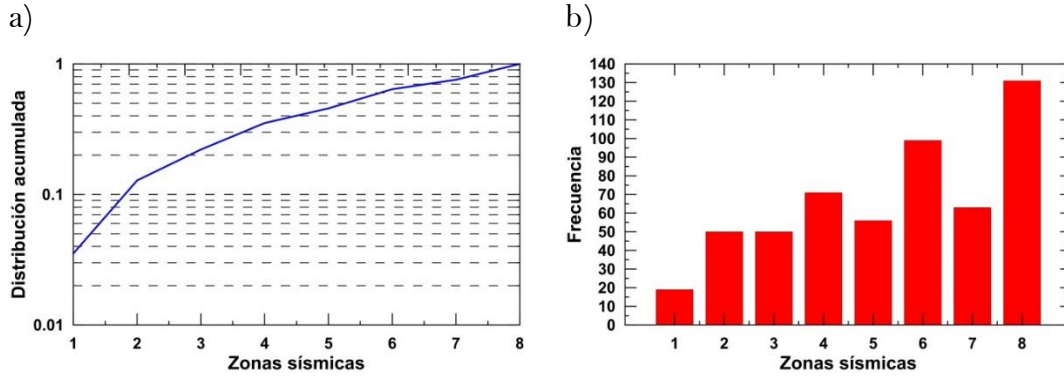 a)
b)
Distribución acumulada
1
0.1
0.01
1 2 3 4 5 6 7 8
Zonas sísmicas
Frecuencia
140
130
120
110
100
90
80
70
60
50
40
30
20
10
0
1 2 3 4 5 6 7 8
Zonas sísmicas